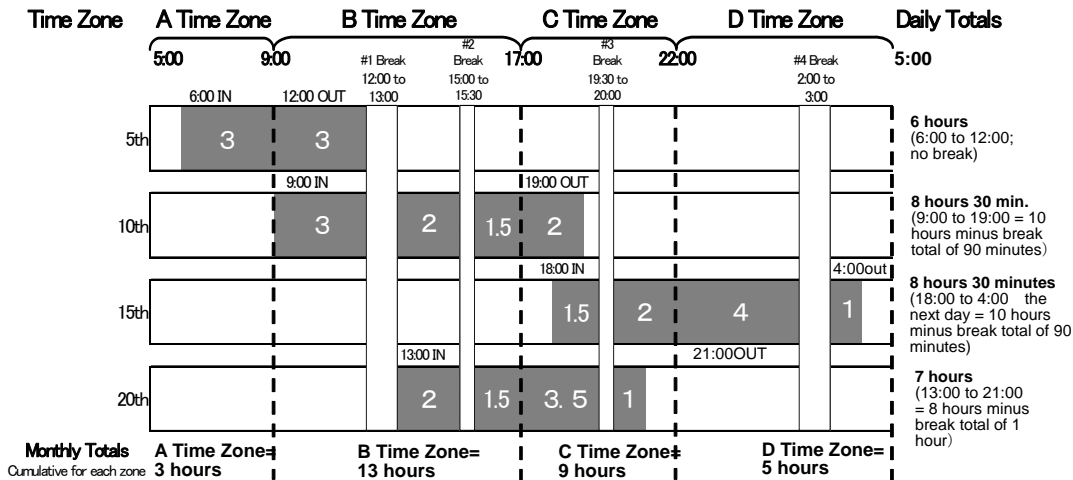 Time Zone A Time Zone B Time Zone C Time Zone D Time Zone Daily Totals
5:00 9:00 17:00 22:00 5:00
#1 Break
12:00 to
13:00
#2
Break
15:00 to
15:30
#3
Break
19:30 to
20:00
#4 Break
2:00 to
3:00
6:00 IN 12:00 OUT
5th 3 3
6 hours
(6:00 to 12:00;
no break)
9:00 IN 19:00 OUT
10th 3 2 1.5 2
8 hours 30 min.
(9:00 to 19:00 = 10
hours minus break
total of 90 minutes)
18:00 IN 4:00out
15th 1.5 2 4 1
8 hours 30 minutes
(18:00 to 4:00 the
next day = 10 hours
minus break total of 90
minutes)
13:00 IN 21:00OUT
20th 2 1.5 3. 5 1
7 hours
(13:00 to 21:00
= 8 hours minus
break total of 1
hour)
Monthly Totals
Cumulative for each zone
A Time Zone=
3 hours
B Time Zone=
13 hours
C Time Zone=
9 hours
D Time Zone=
5 hours